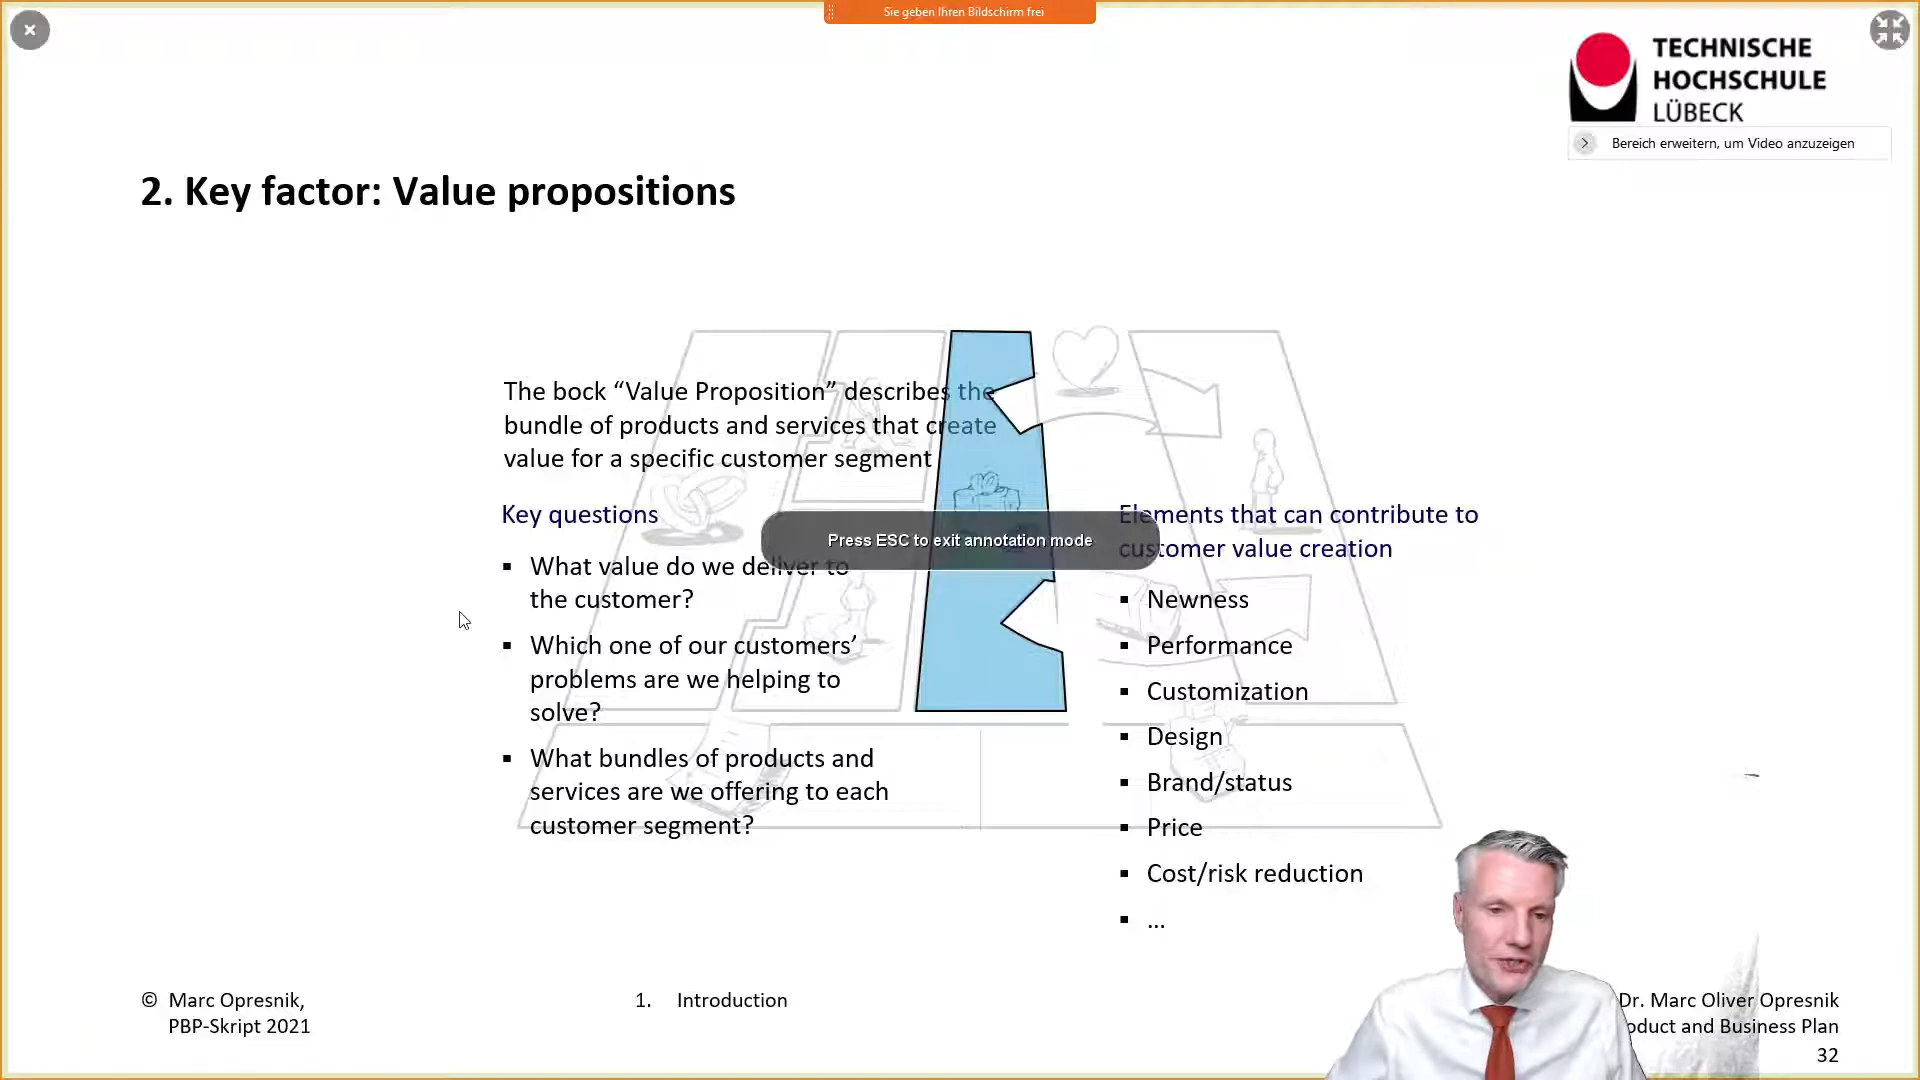 Sie geben Ihren Bildschirm frei
TECHNISCHE
HOCHSCHULE
LÜBECK
Bereich erweitern, um Video anzuzeigen
2. Key factor: Value propositions
The bock “Value Proposition” describes the
bundle of products and services that create
value for a specific customer segment
Key questions
▪ What value do we deliver to
the customer?
▪ Which one of our customers’
problems are we helping to
solve?
▪ What bundles of products and
services are we offering to each
customer segment?
Press ESC to exit annotation mode
Elements that can contribute to
customer value creation
▪ Newness
▪ Performance
▪ Customization
▪ Design
▪ Brand/status
▪ Price
▪ Cost/risk reduction
▪ ...
© Marc Opresnik,
PBP-Skript 2021
1. Introduction
Dr. Marc Oliver Opresnik
and Business Plan
32